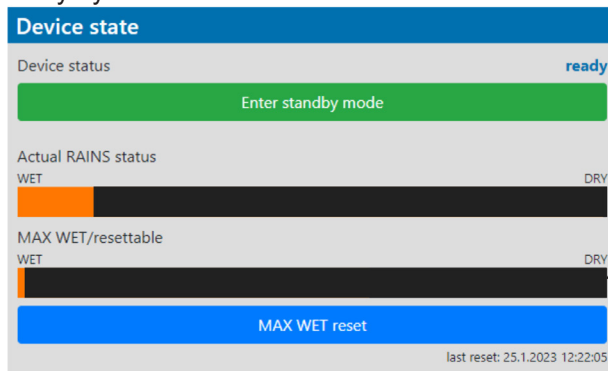 Device state
Device status ready
Enter standby mode
Actual RAINS status
WET DRY
MAX WET/resettable
WET DRY
MAX WET reset
last reset: 25.1.2023 12:22:05